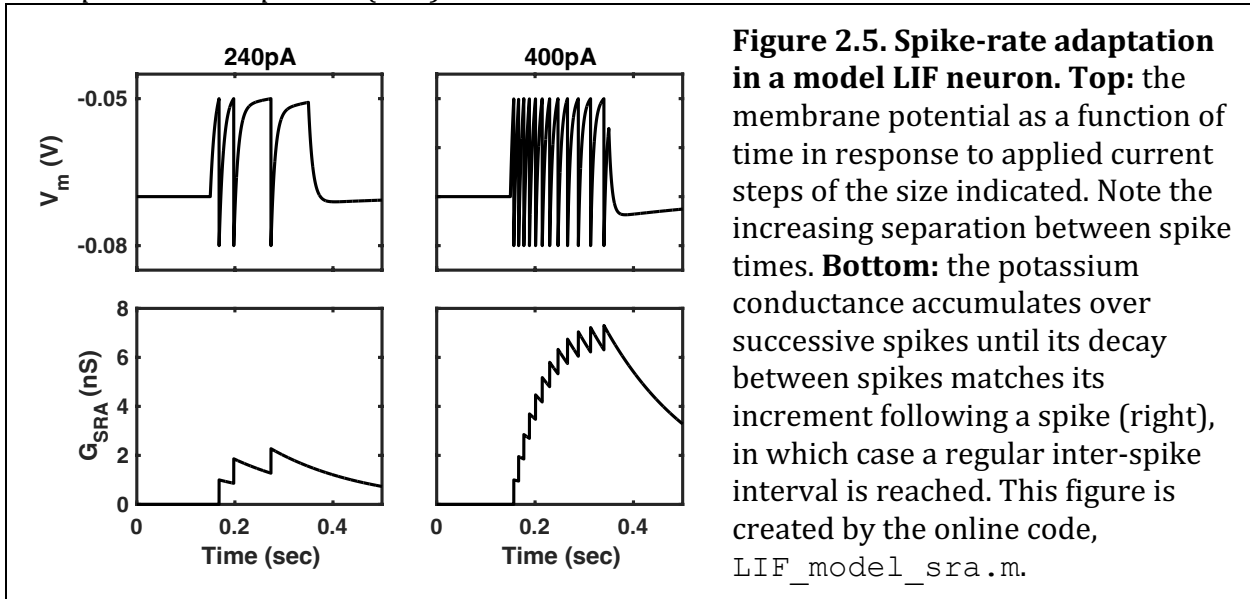 240pA
400pA
-0.05
-0.08
V_m (V)
8
6
4
2
0
G_SRA (nS)
0
0.2
0.4
0
0.2
0.4
Time (sec)
Time (sec)
Figure 2.5. Spike-rate adaptation
in a model LIF neuron. Top: the
membrane potential as a function of
time in response to applied current
steps of the size indicated. Note the
increasing separation between spike
times. Bottom: the potassium
conductance accumulates over
successive spikes until its decay
between spikes matches its
increment following a spike (right),
in which case a regular inter-spike
interval is reached. This figure is
created by the online code,
LIF_model_sra.m.